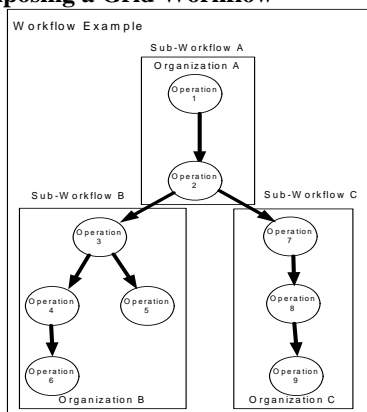 posing a Grid Workflow
Workflow Example
Sub-Workflow A
Organization A
Operation
1
Operation
2
Sub-Workflow B
Sub-Workflow C
Operation
3
Operation
7
Operation
4
Operation
5
Operation
8
Operation
6
Operation
9
Organization B
Organization C